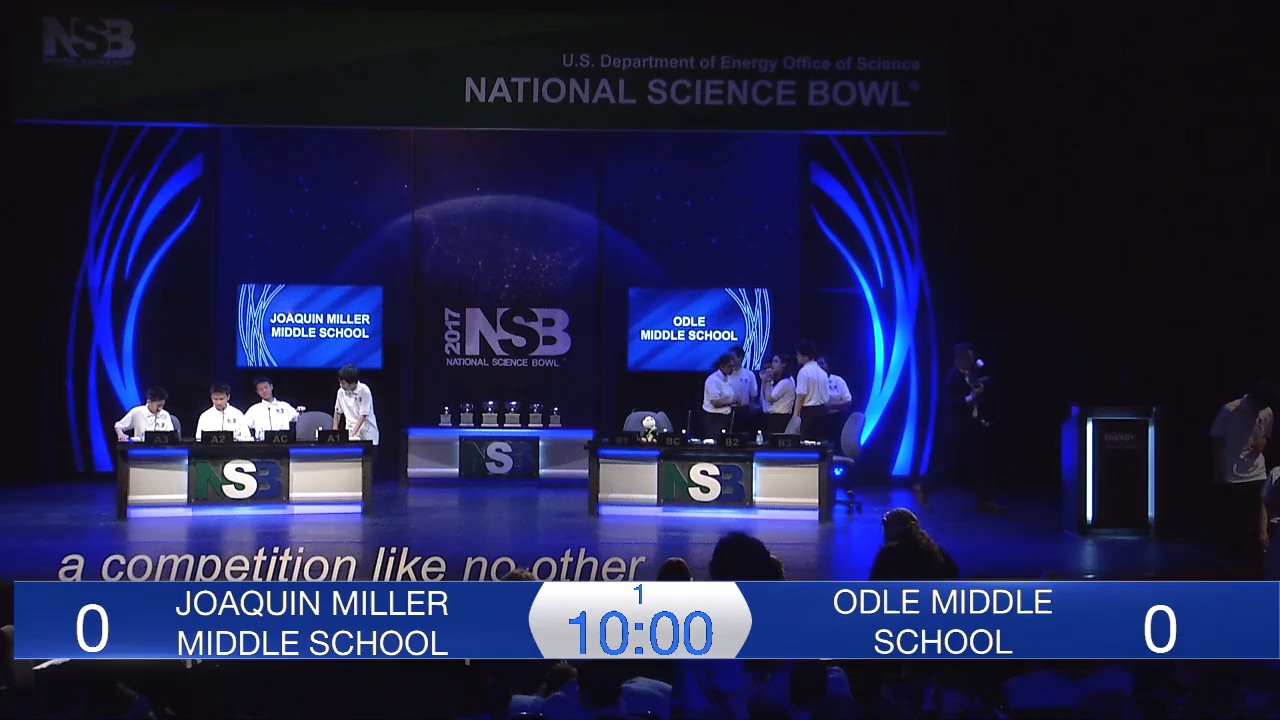 NSB
U.S. Department of Energy Office of Science
NATIONAL SCIENCE BOWL®
JOAQUIN MILLER
MIDDLE SCHOOL
2017 NSB
NATIONAL SCIENCE BOWL
ODLE
MIDDLE SCHOOL
A3 A2 AC A1
B1 BC B2 B3
NSB
NSB
NSB
ENERGY
a competition like no other
0
JOAQUIN MILLER
MIDDLE SCHOOL
1
10:00
ODLE MIDDLE
SCHOOL
0